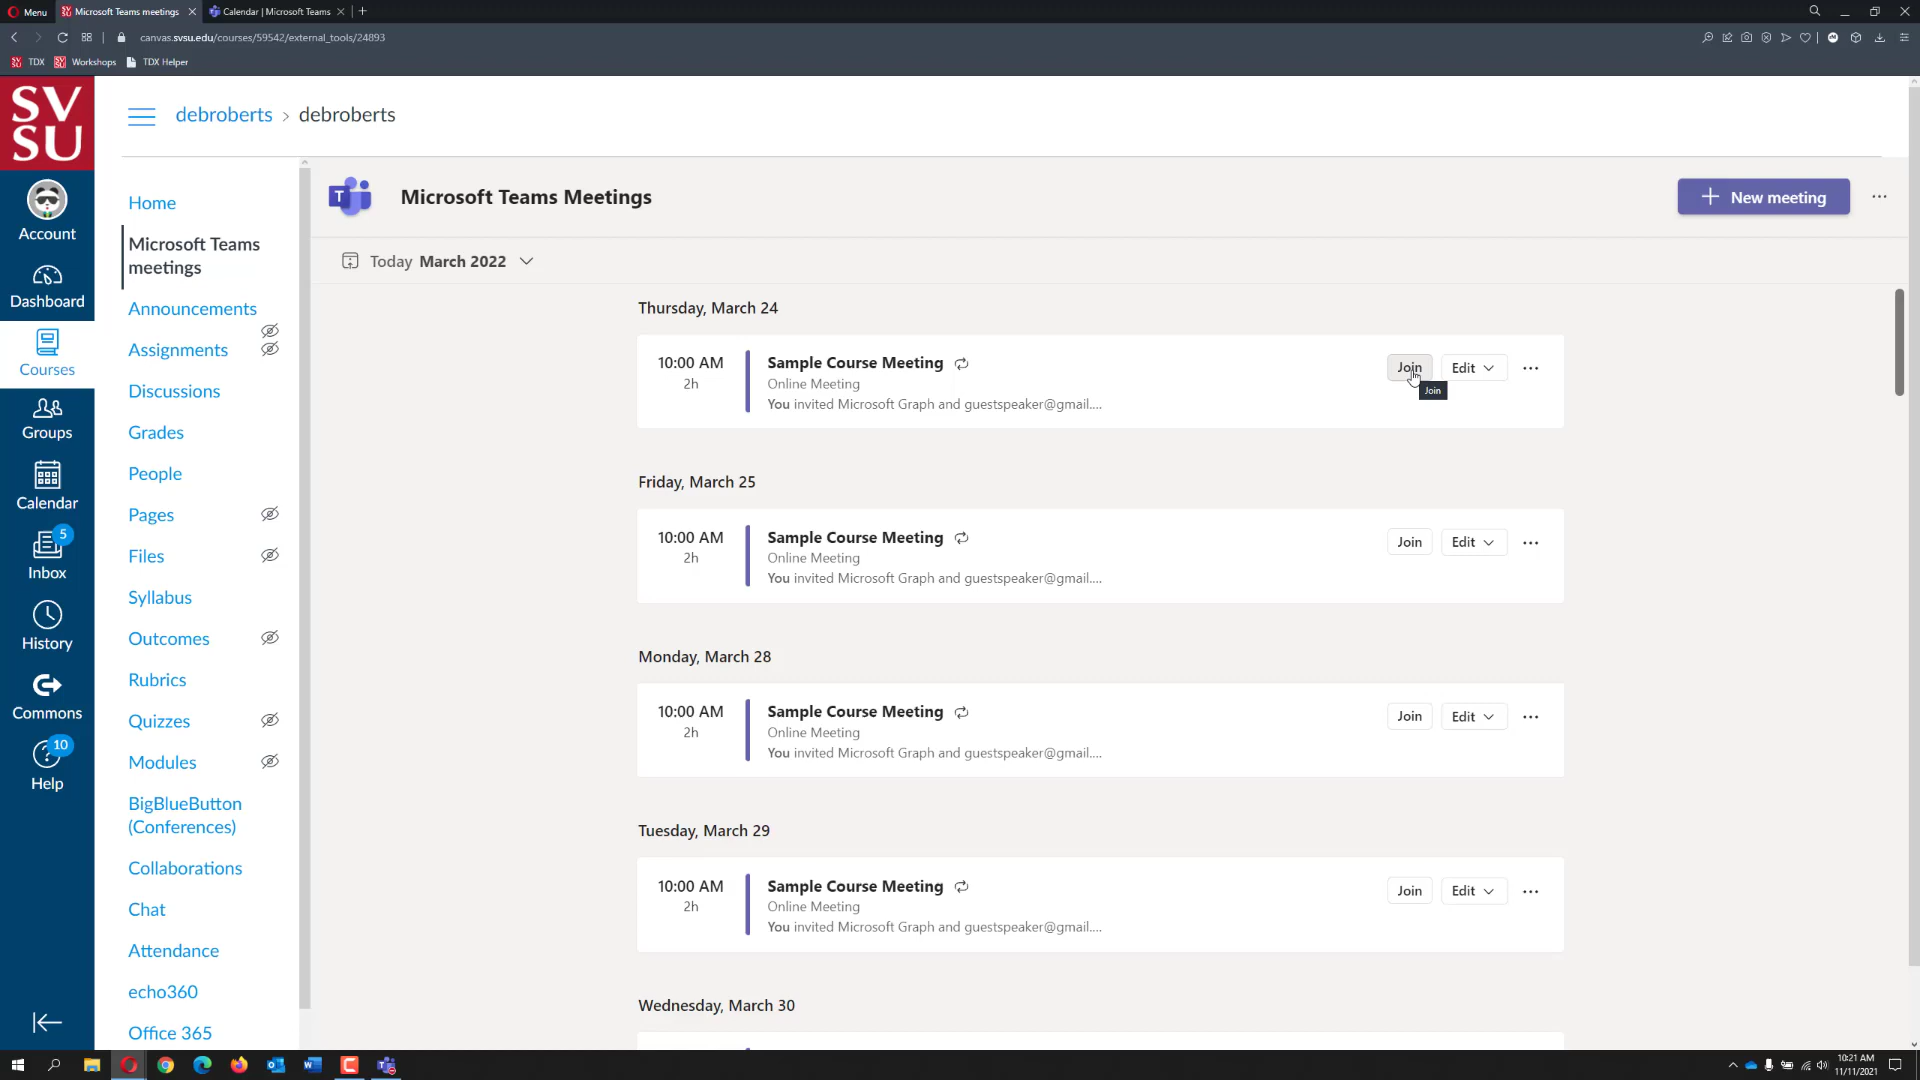 Menu
Microsoft Teams meetings
Calendar | Microsoft Teams
canvas.svsu.edu/courses/59542/external_tools/24893
TDX
Workshops
TDX Helper
SV
SU
Account
Dashboard
Courses
Groups
Calendar
5
Inbox
History
Commons
10
Help
debroberts > debroberts
Home
Microsoft Teams
meetings
Announcements
Assignments
Discussions
Grades
People
Pages
Files
Syllabus
Outcomes
Rubrics
Quizzes
Modules
BigBlueButton
(Conferences)
Collaborations
Chat
Attendance
echo360
Office 365
T
Microsoft Teams Meetings
+ New meeting
Today March 2022
Thursday, March 24
10:00 AM
2h
Sample Course Meeting
Online Meeting
You invited Microsoft Graph and guestspeaker@gmail....
Join
Edit
Join
Friday, March 25
10:00 AM
2h
Sample Course Meeting
Online Meeting
You invited Microsoft Graph and guestspeaker@gmail....
Join
Edit
Monday, March 28
10:00 AM
2h
Sample Course Meeting
Online Meeting
You invited Microsoft Graph and guestspeaker@gmail....
Join
Edit
Tuesday, March 29
10:00 AM
2h
Sample Course Meeting
Online Meeting
You invited Microsoft Graph and guestspeaker@gmail....
Join
Edit
Wednesday, March 30
10:21 AM
11/11/2021